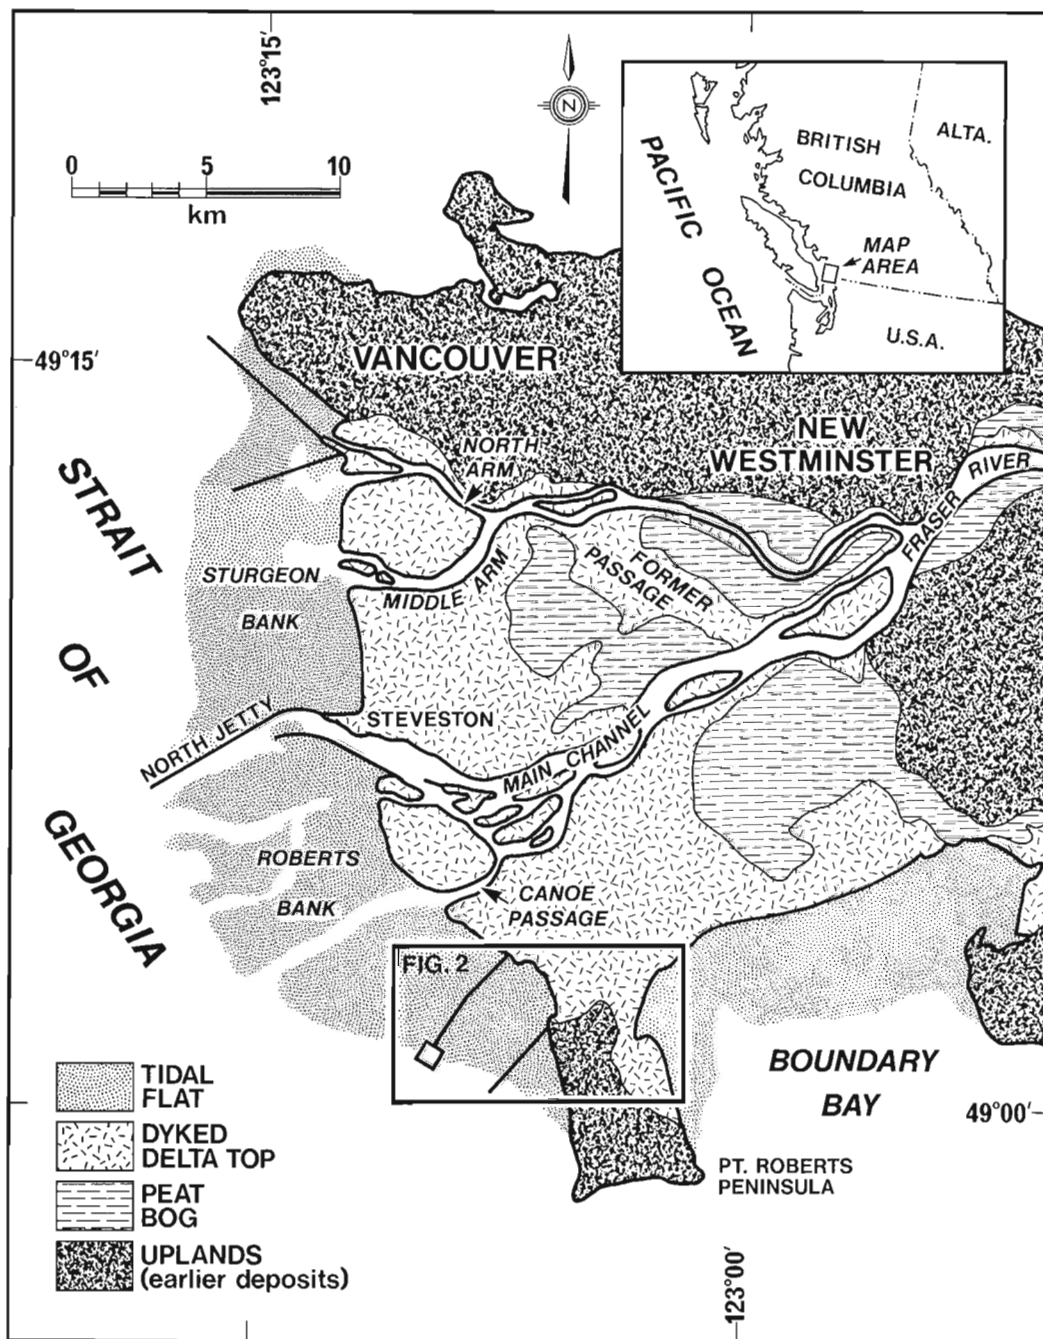 123°15'
N
0 5 10
km
BRITISH
COLUMBIA
ALTA.
PACIFIC OCEAN
MAP
AREA
U.S.A.
49°15'
VANCOUVER
NORTH
ARM
NEW
WESTMINSTER
FRASER RIVER
STRAIT
OF
GEORGIA
STURGEON
BANK
MIDDLE ARM
FORMER
PASSAGE
NORTH JETTY
STEVESTON
MAIN CHANNEL
ROBERTS
BANK
CANOE
PASSAGE
FIG. 2
BOUNDARY
BAY
49°00'
PT. ROBERTS
PENINSULA
TIDAL
FLAT
DYKED
DELTA TOP
PEAT
BOG
UPLANDS
(earlier deposits)
123°00'